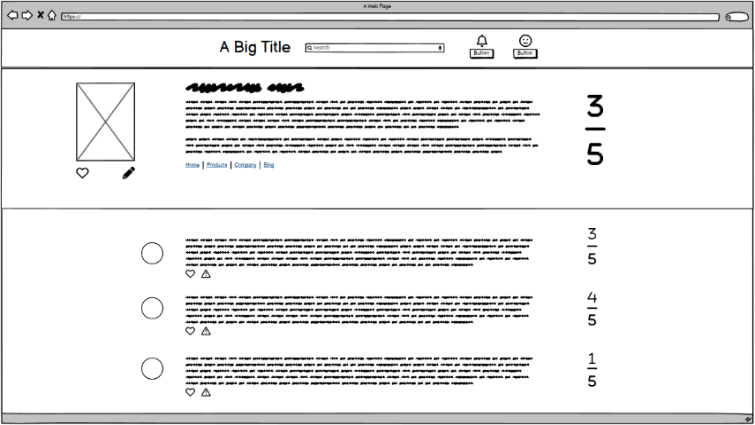 A Web Page
https://
A Big Title
search
Button
Button
3
5
Home | Products | Company | Blog
3
5
4
5
1
5